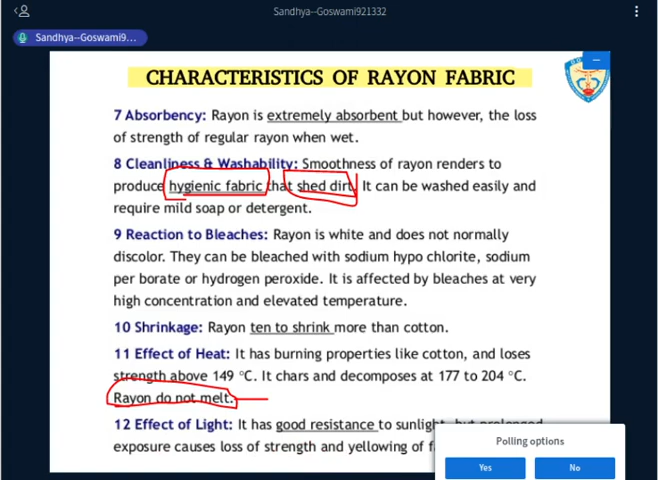 Sandhya--Goswami921332
Sandhya--Goswami9...
CHARACTERISTICS OF RAYON FABRIC
7 Absorbency: Rayon is extremely absorbent but however, the loss
of strength of regular rayon when wet.
8 Cleanliness & Washability: Smoothness of rayon renders to
produce hygienic fabric that shed dirt. It can be washed easily and
require mild soap or detergent.
9 Reaction to Bleaches: Rayon is white and does not normally
discolor. They can be bleached with sodium hypo chlorite, sodium
per borate or hydrogen peroxide. It is affected by bleaches at very
high concentration and elevated temperature.
10 Shrinkage: Rayon ten to shrink more than cotton.
11 Effect of Heat: It has burning properties like cotton, and loses
strength above 149 °C. It chars and decomposes at 177 to 204 °C.
Rayon do not melt.
12 Effect of Light: It has good resistance to sunlight, but prolonged
exposure causes loss of strength and yellowing of f
Polling options
Yes
No